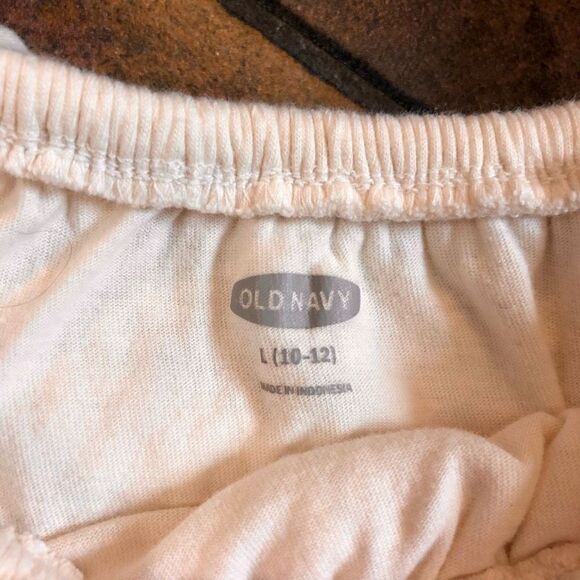 OLD NAVY
L (10-12)
MADE IN INDONESIA